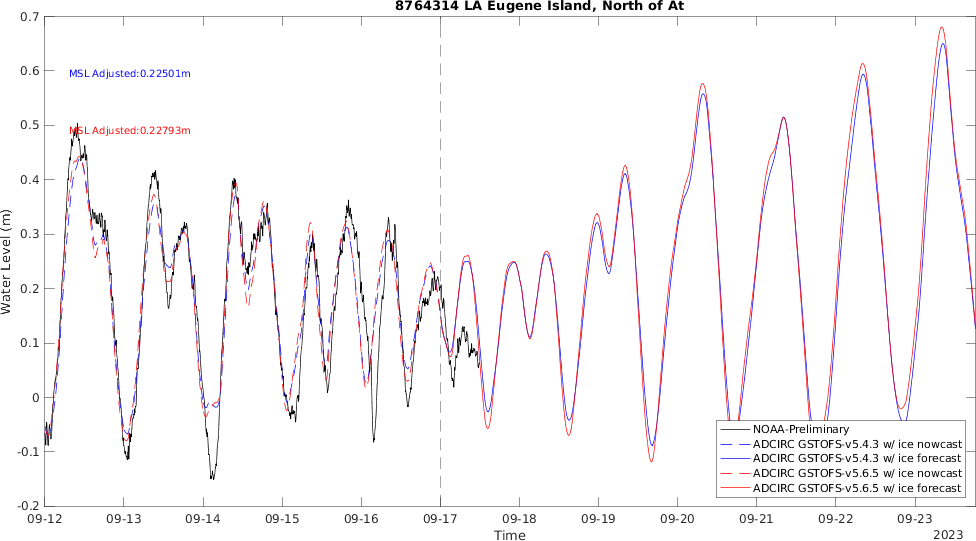 8764314 LA Eugene Island, North of At
Water Level (m)
0.7
0.6
0.5
0.4
0.3
0.2
0.1
0
-0.1
-0.2
MSL Adjusted:0.22501m
MSL Adjusted:0.22793m
NOAA-Preliminary
ADCIRC GSTOFS-v5.4.3 w/ ice nowcast
ADCIRC GSTOFS-v5.4.3 w/ ice forecast
ADCIRC GSTOFS-v5.6.5 w/ ice nowcast
ADCIRC GSTOFS-v5.6.5 w/ ice forecast
09-12 09-13 09-14 09-15 09-16 09-17 09-18 09-19 09-20 09-21 09-22 09-23
Time
2023